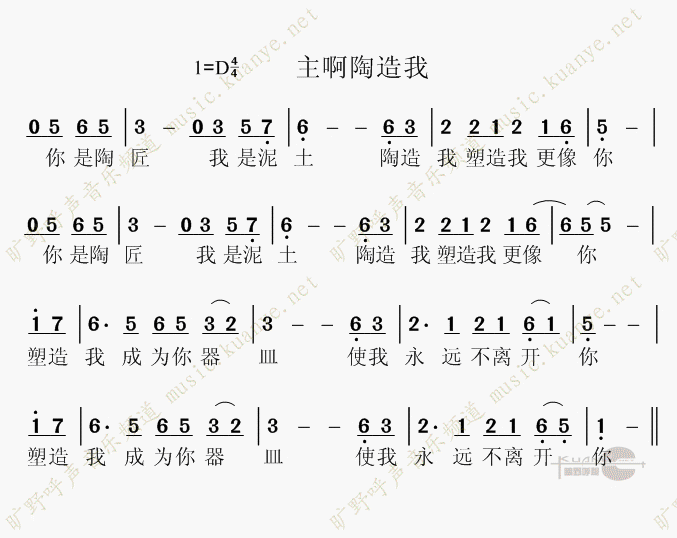 1=D 4/4 主啊陶造我
0 5 6 5 | 3 – 0 3 5 7 | 6 – – 6 3 | 2 2 1 2 1 6 | 5 – |
你 是陶 匠 我 是泥 土 陶造 我 塑造我 更像 你
0 5 6 5 | 3 – 0 3 5 7 | 6 – – 6 3 | 2 2 1 2 1 6 | 6 5 5 – |
你 是陶 匠 我 是泥 土 陶造 我 塑造我 更像 你
1 7 | 6· 5 6 5 3 2 | 3 – – 6 3 | 2· 1 2 1 6 1 | 5 – – |
塑造 我 成 为你 器 皿 使我 永 远 不离 开 你
1 7 | 6· 5 6 5 3 2 | 3 – – 6 3 | 2· 1 2 1 6 5 | 1 – ||
塑造 我 成 为你 器 皿 使我 永 远 不离 开 你
旷野呼声音乐频道 music.kuanye.net